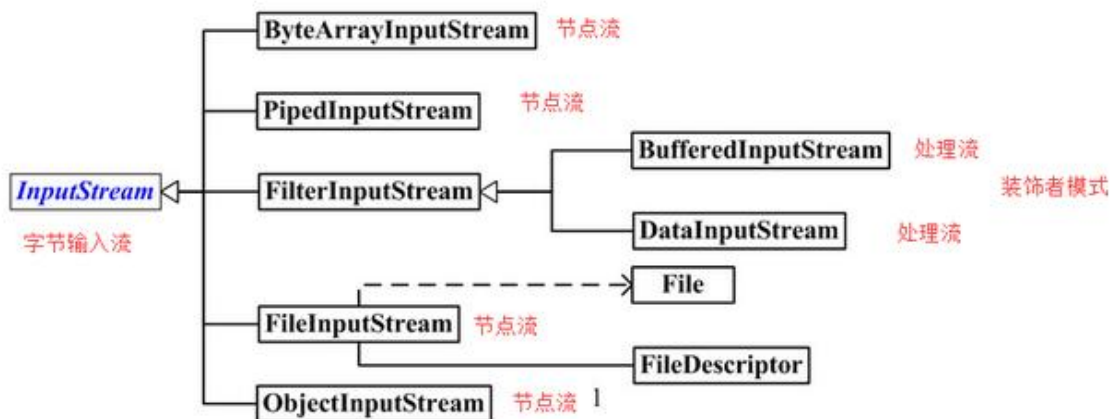 ByteArrayInputStream 节点流
PipedInputStream 节点流
BufferedInputStream 处理流
InputStream FilterInputStream 装饰者模式
字节输入流 DataInputStream 处理流
File
FileInputStream 节点流
FileDescriptor
ObjectInputStream 节点流 1